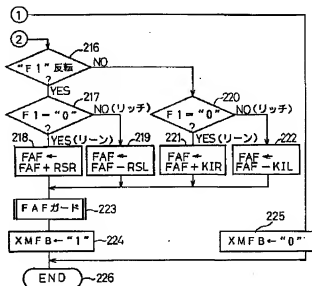 ①
②
"F1"反転
?
216
NO
YES
F1="0"
?
217
NO(リッチ)
F1="0"
?
220
NO(リッチ)
218
YES(リーン)
219
221
YES(リーン)
222
FAF←
FAF+RSR
FAF←
FAF-RSL
FAF←
FAF+KIR
FAF←
FAF-KIL
FAFガード
223
XMFB←"1"
224
225
XMFB←"0"
END
226